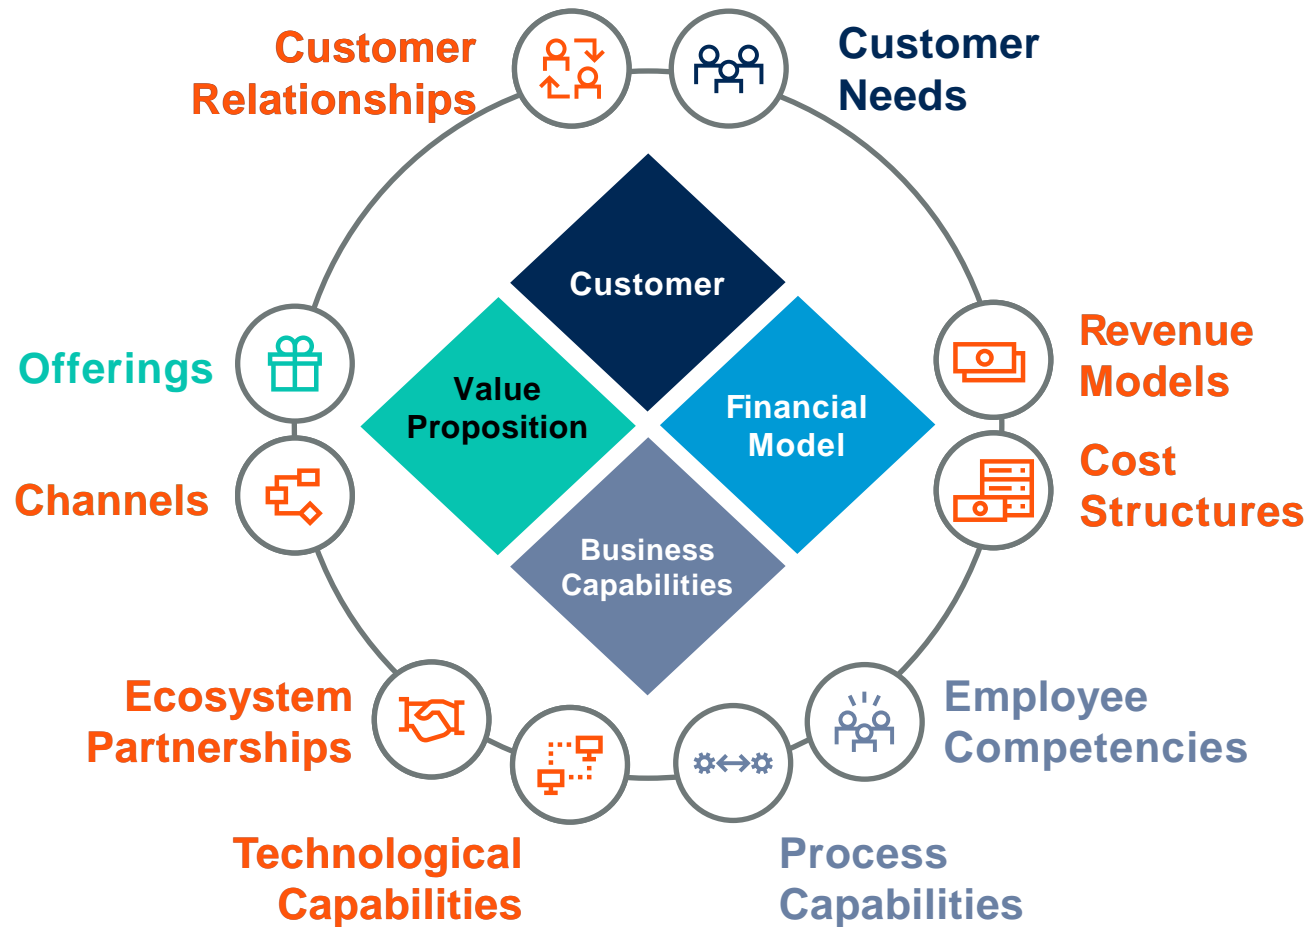 Customer
Relationships
Customer
Needs
Customer
Offerings
Value
Proposition
Financial
Model
Revenue
Models
Channels
Cost
Structures
Business
Capabilities
Ecosystem
Partnerships
Employee
Competencies
Technological
Capabilities
Process
Capabilities